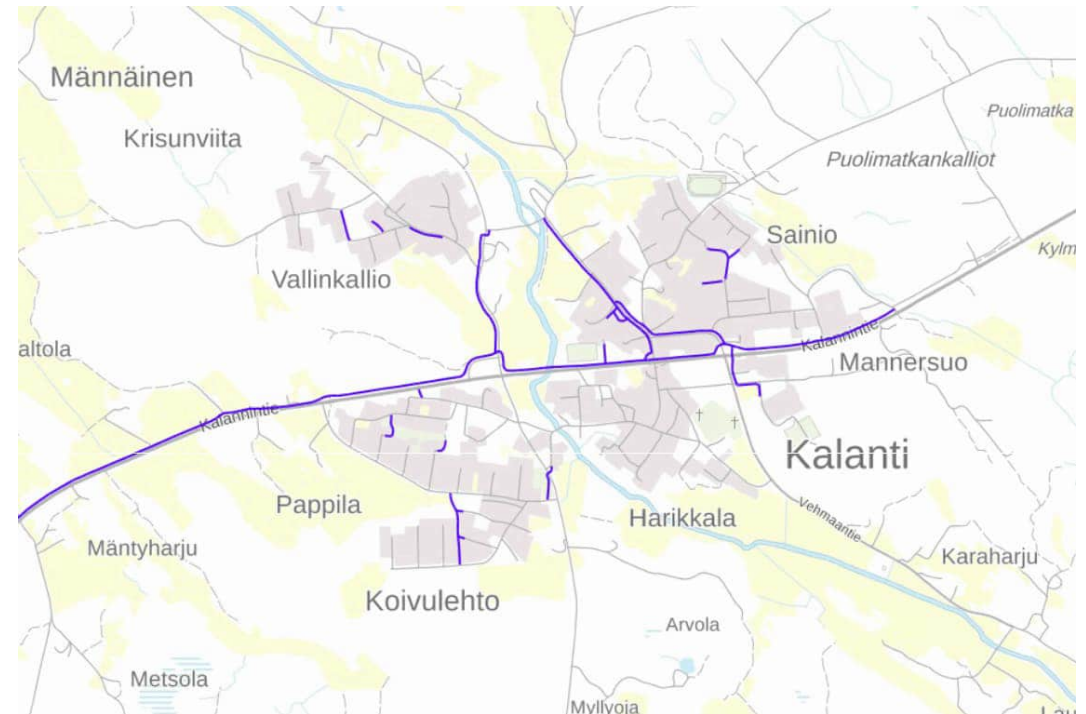 Männäinen
Puolimatka
Krisunviita
Puolimatkankalliot
Sainio
Kylm
Vallinkallio
Kalannintie
altola
Mannersuo
Kalannintie
Kalanti
Pappila
Vehmaantie
Harikkala
Mäntyharju
Karaharju
Koivulehto
Arvola
Metsola
Myllyoja
Lau